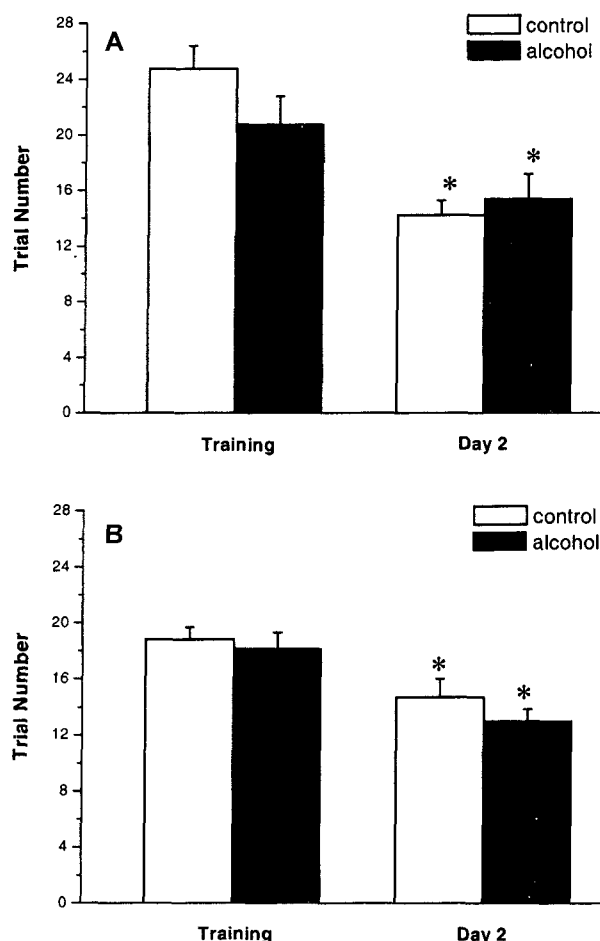 A
control
alcohol
28
24
20
16
12
8
4
0
Trial Number
*
*
Training
Day 2
B
control
alcohol
28
24
20
16
12
8
4
0
Trial Number
*
*
Training
Day 2